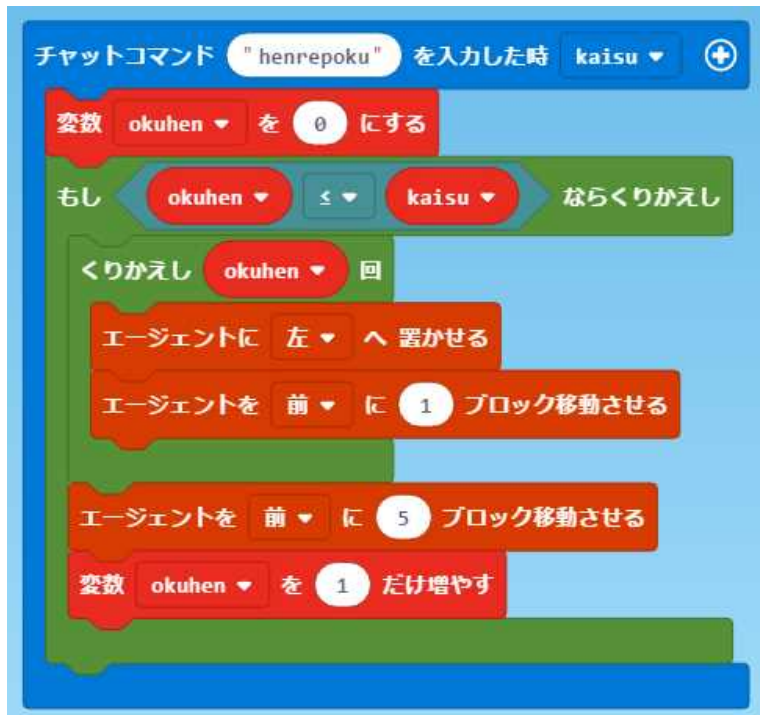 チャットコマンド "henrepoku" を入力した時 kaisu
変数 okuhen を 0 にする
もし okuhen ≤ kaisu ならくりかえし
くりかえし okuhen 回
エージェントに 左 へ 置かせる
エージェントを 前 に 1 ブロック移動させる
エージェントを 前 に 5 ブロック移動させる
変数 okuhen を 1 だけ増やす